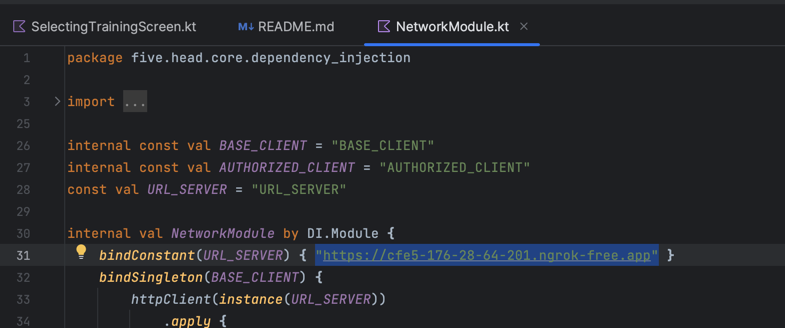 SelectingTrainingScreen.kt M↓ README.md NetworkModule.kt ×
1 package five.head.core.dependency_injection
2
3 import ...
25
26 internal const val BASE_CLIENT = "BASE_CLIENT"
27 internal const val AUTHORIZED_CLIENT = "AUTHORIZED_CLIENT"
28 const val URL_SERVER = "URL_SERVER"
29
30 internal val NetworkModule by DI.Module {
31 bindConstant(URL_SERVER) { "https://cfe5-176-28-64-201.ngrok-free.app" }
32 bindSingleton(BASE_CLIENT) {
33 httpClient(instance(URL_SERVER))
34 .apply {